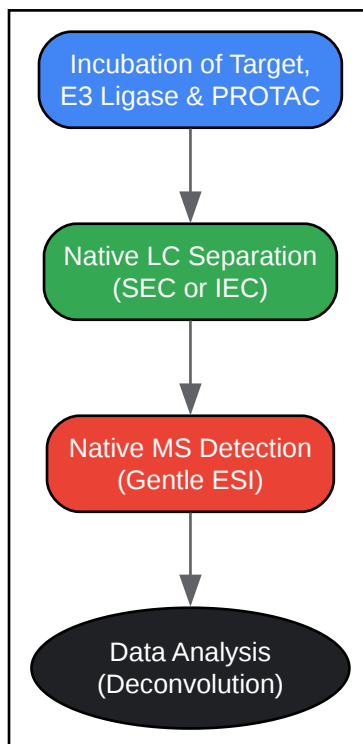 Incubation of Target,
E3 Ligase & PROTAC
Native LC Separation
(SEC or IEC)
Native MS Detection
(Gentle ESI)
Data Analysis
(Deconvolution)